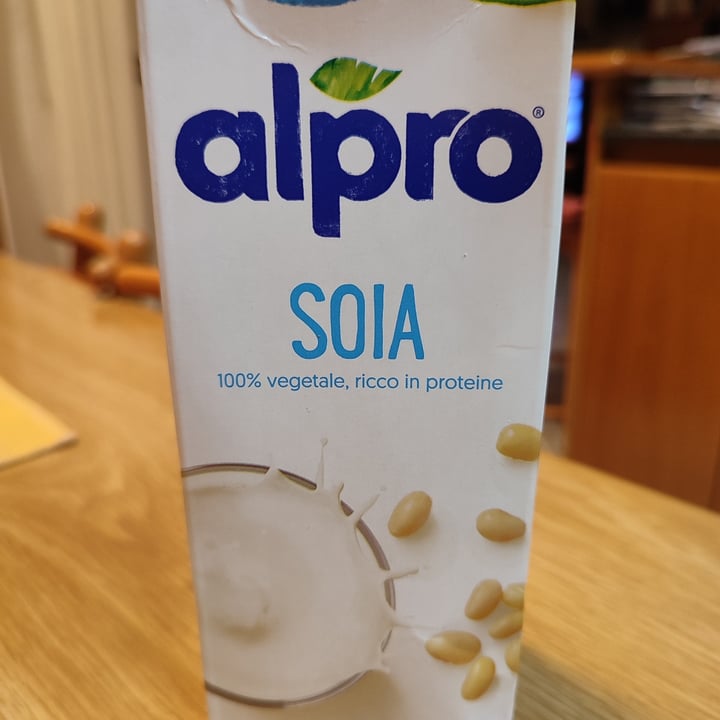 alpro®
SOIA
100% vegetale, ricco in proteine